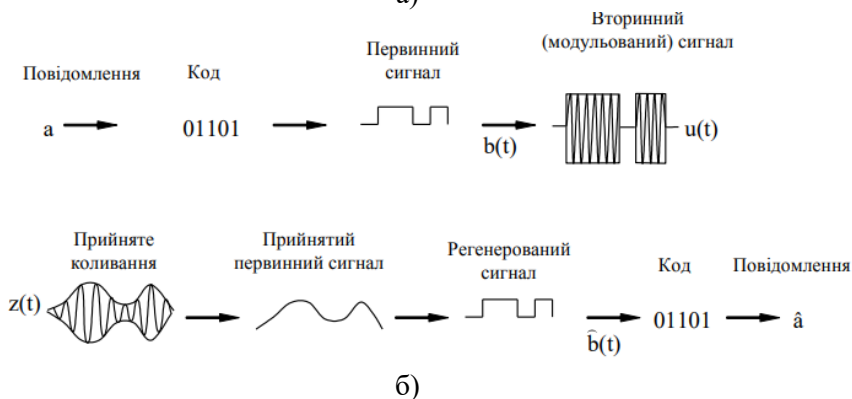 а)
Вторинний
(модульований) сигнал
Первинний
сигнал
Повідомлення
Код
a
01101
b(t)
u(t)
Прийняте
коливання
Прийнятий
первинний сигнал
Регенерований
сигнал
Код
Повідомлення
z(t)
b̂(t)
01101
â
б)